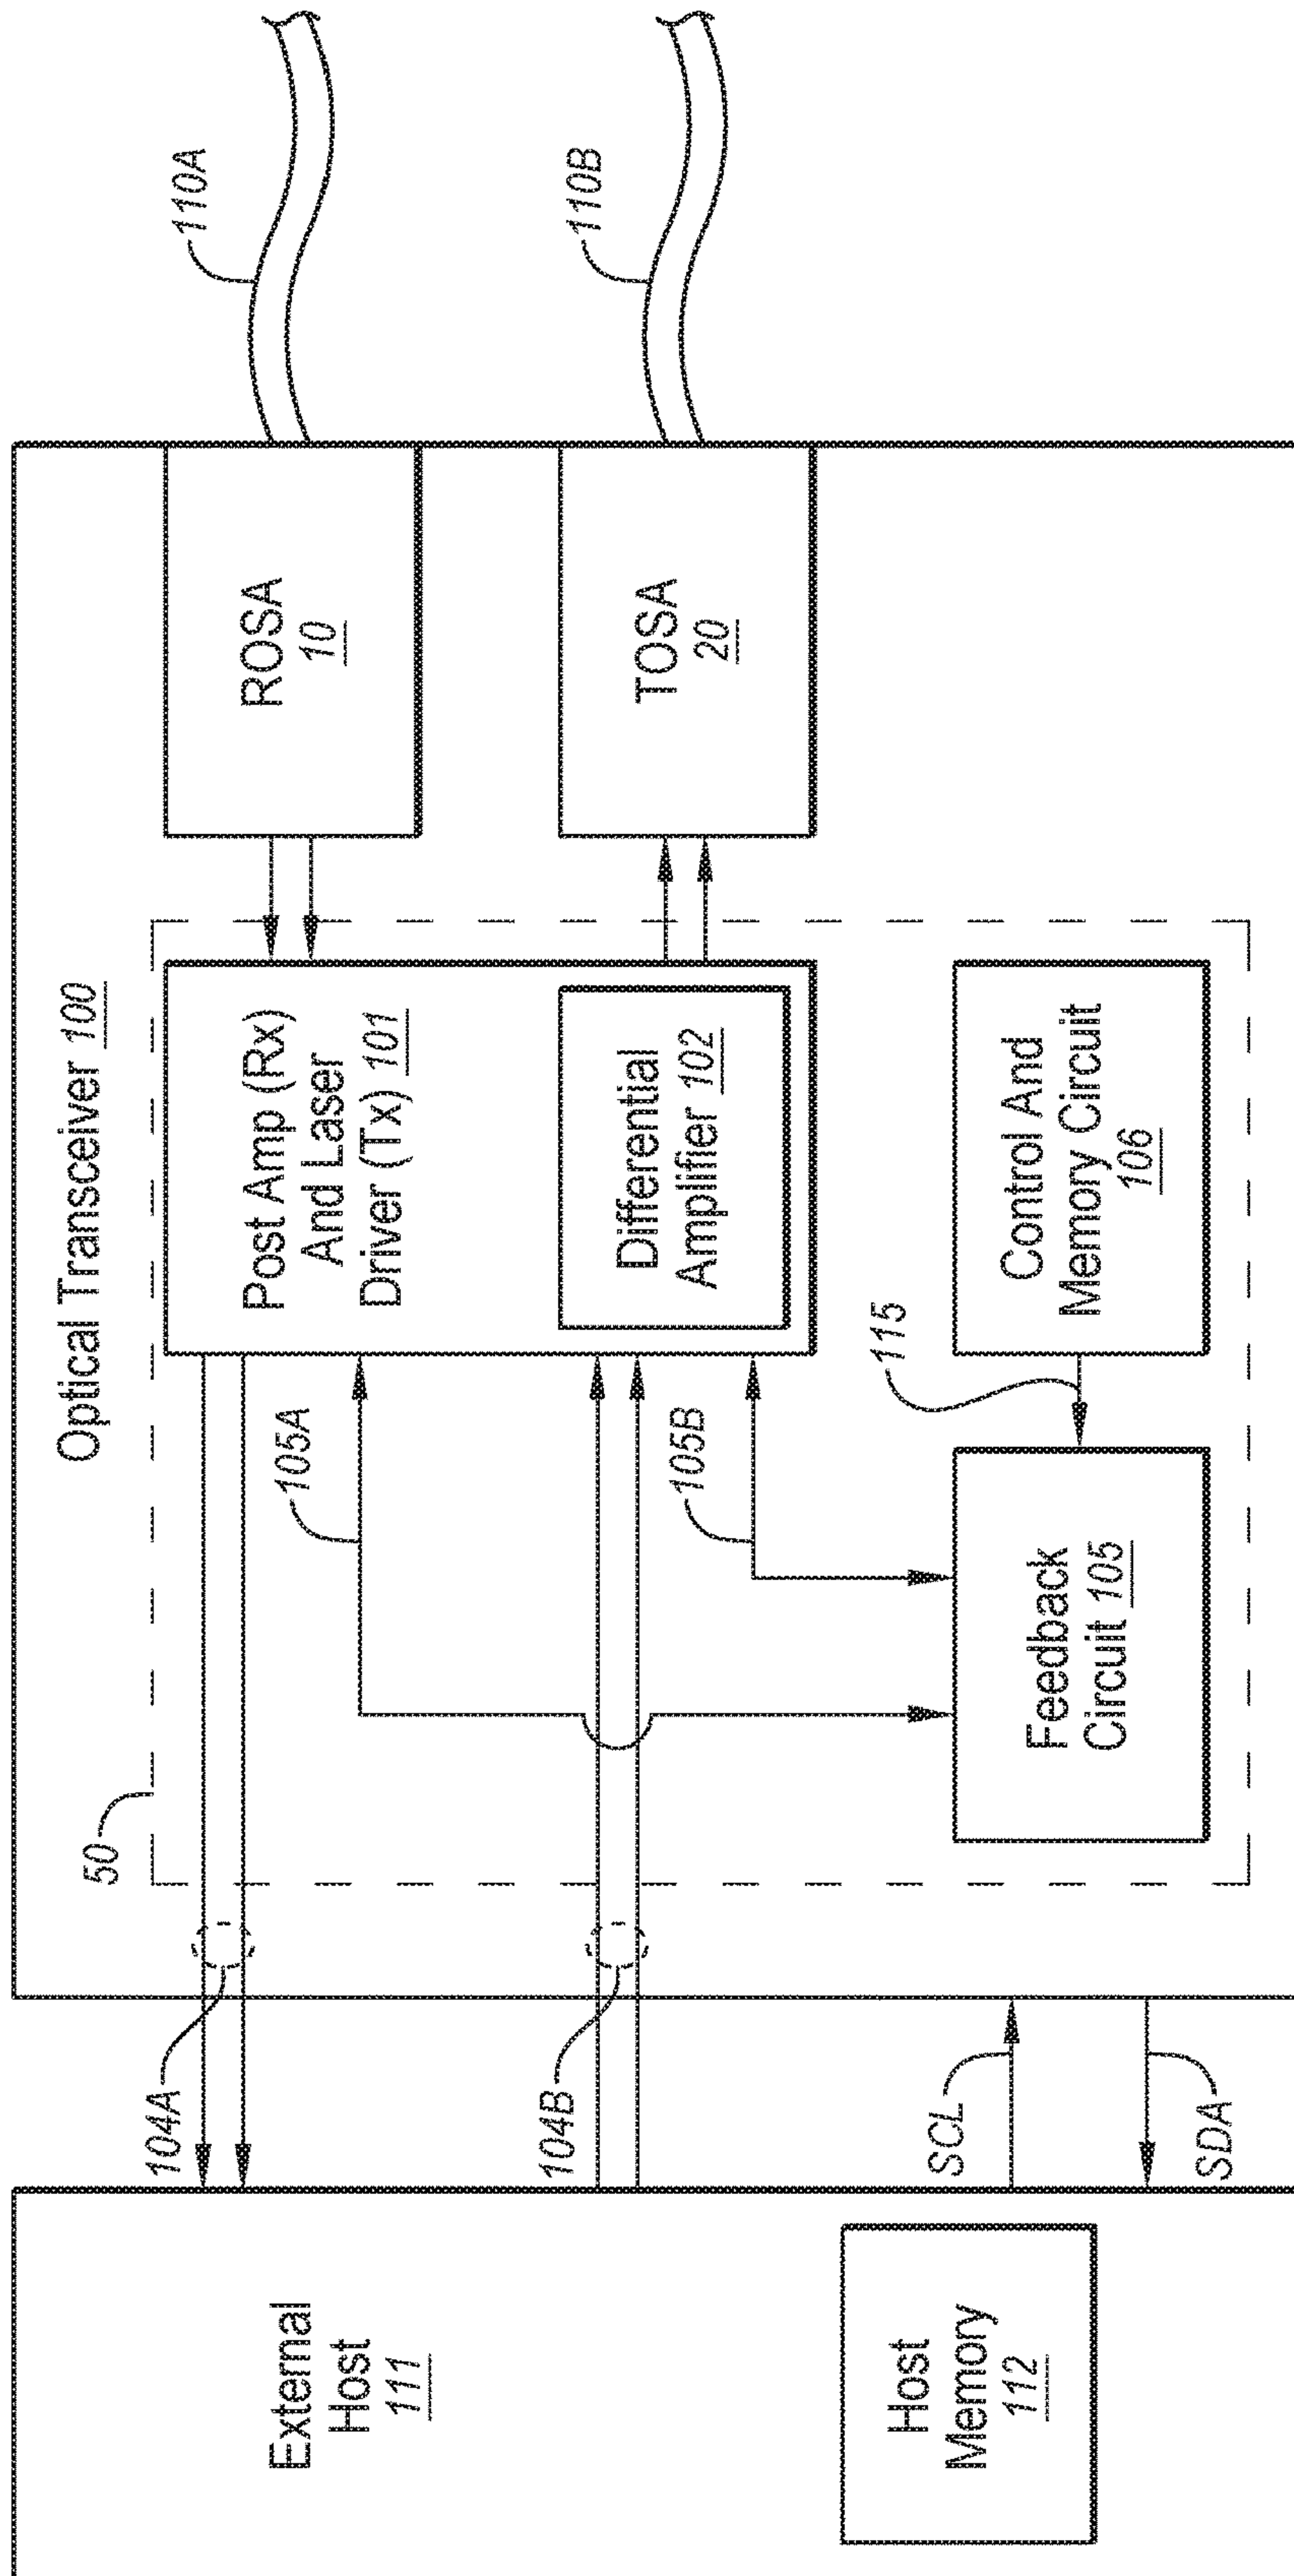 Optical Transceiver 100
External
Host
111
Host
Memory
112
104A
104B
SCL
SDA
50
105A
105B
115
Post Amp (Rx)
And Laser
Driver (Tx) 101
Differential
Amplifier 102
Feedback
Circuit 105
Control And
Memory Circuit
106
ROSA
10
TOSA
20
110A
110B